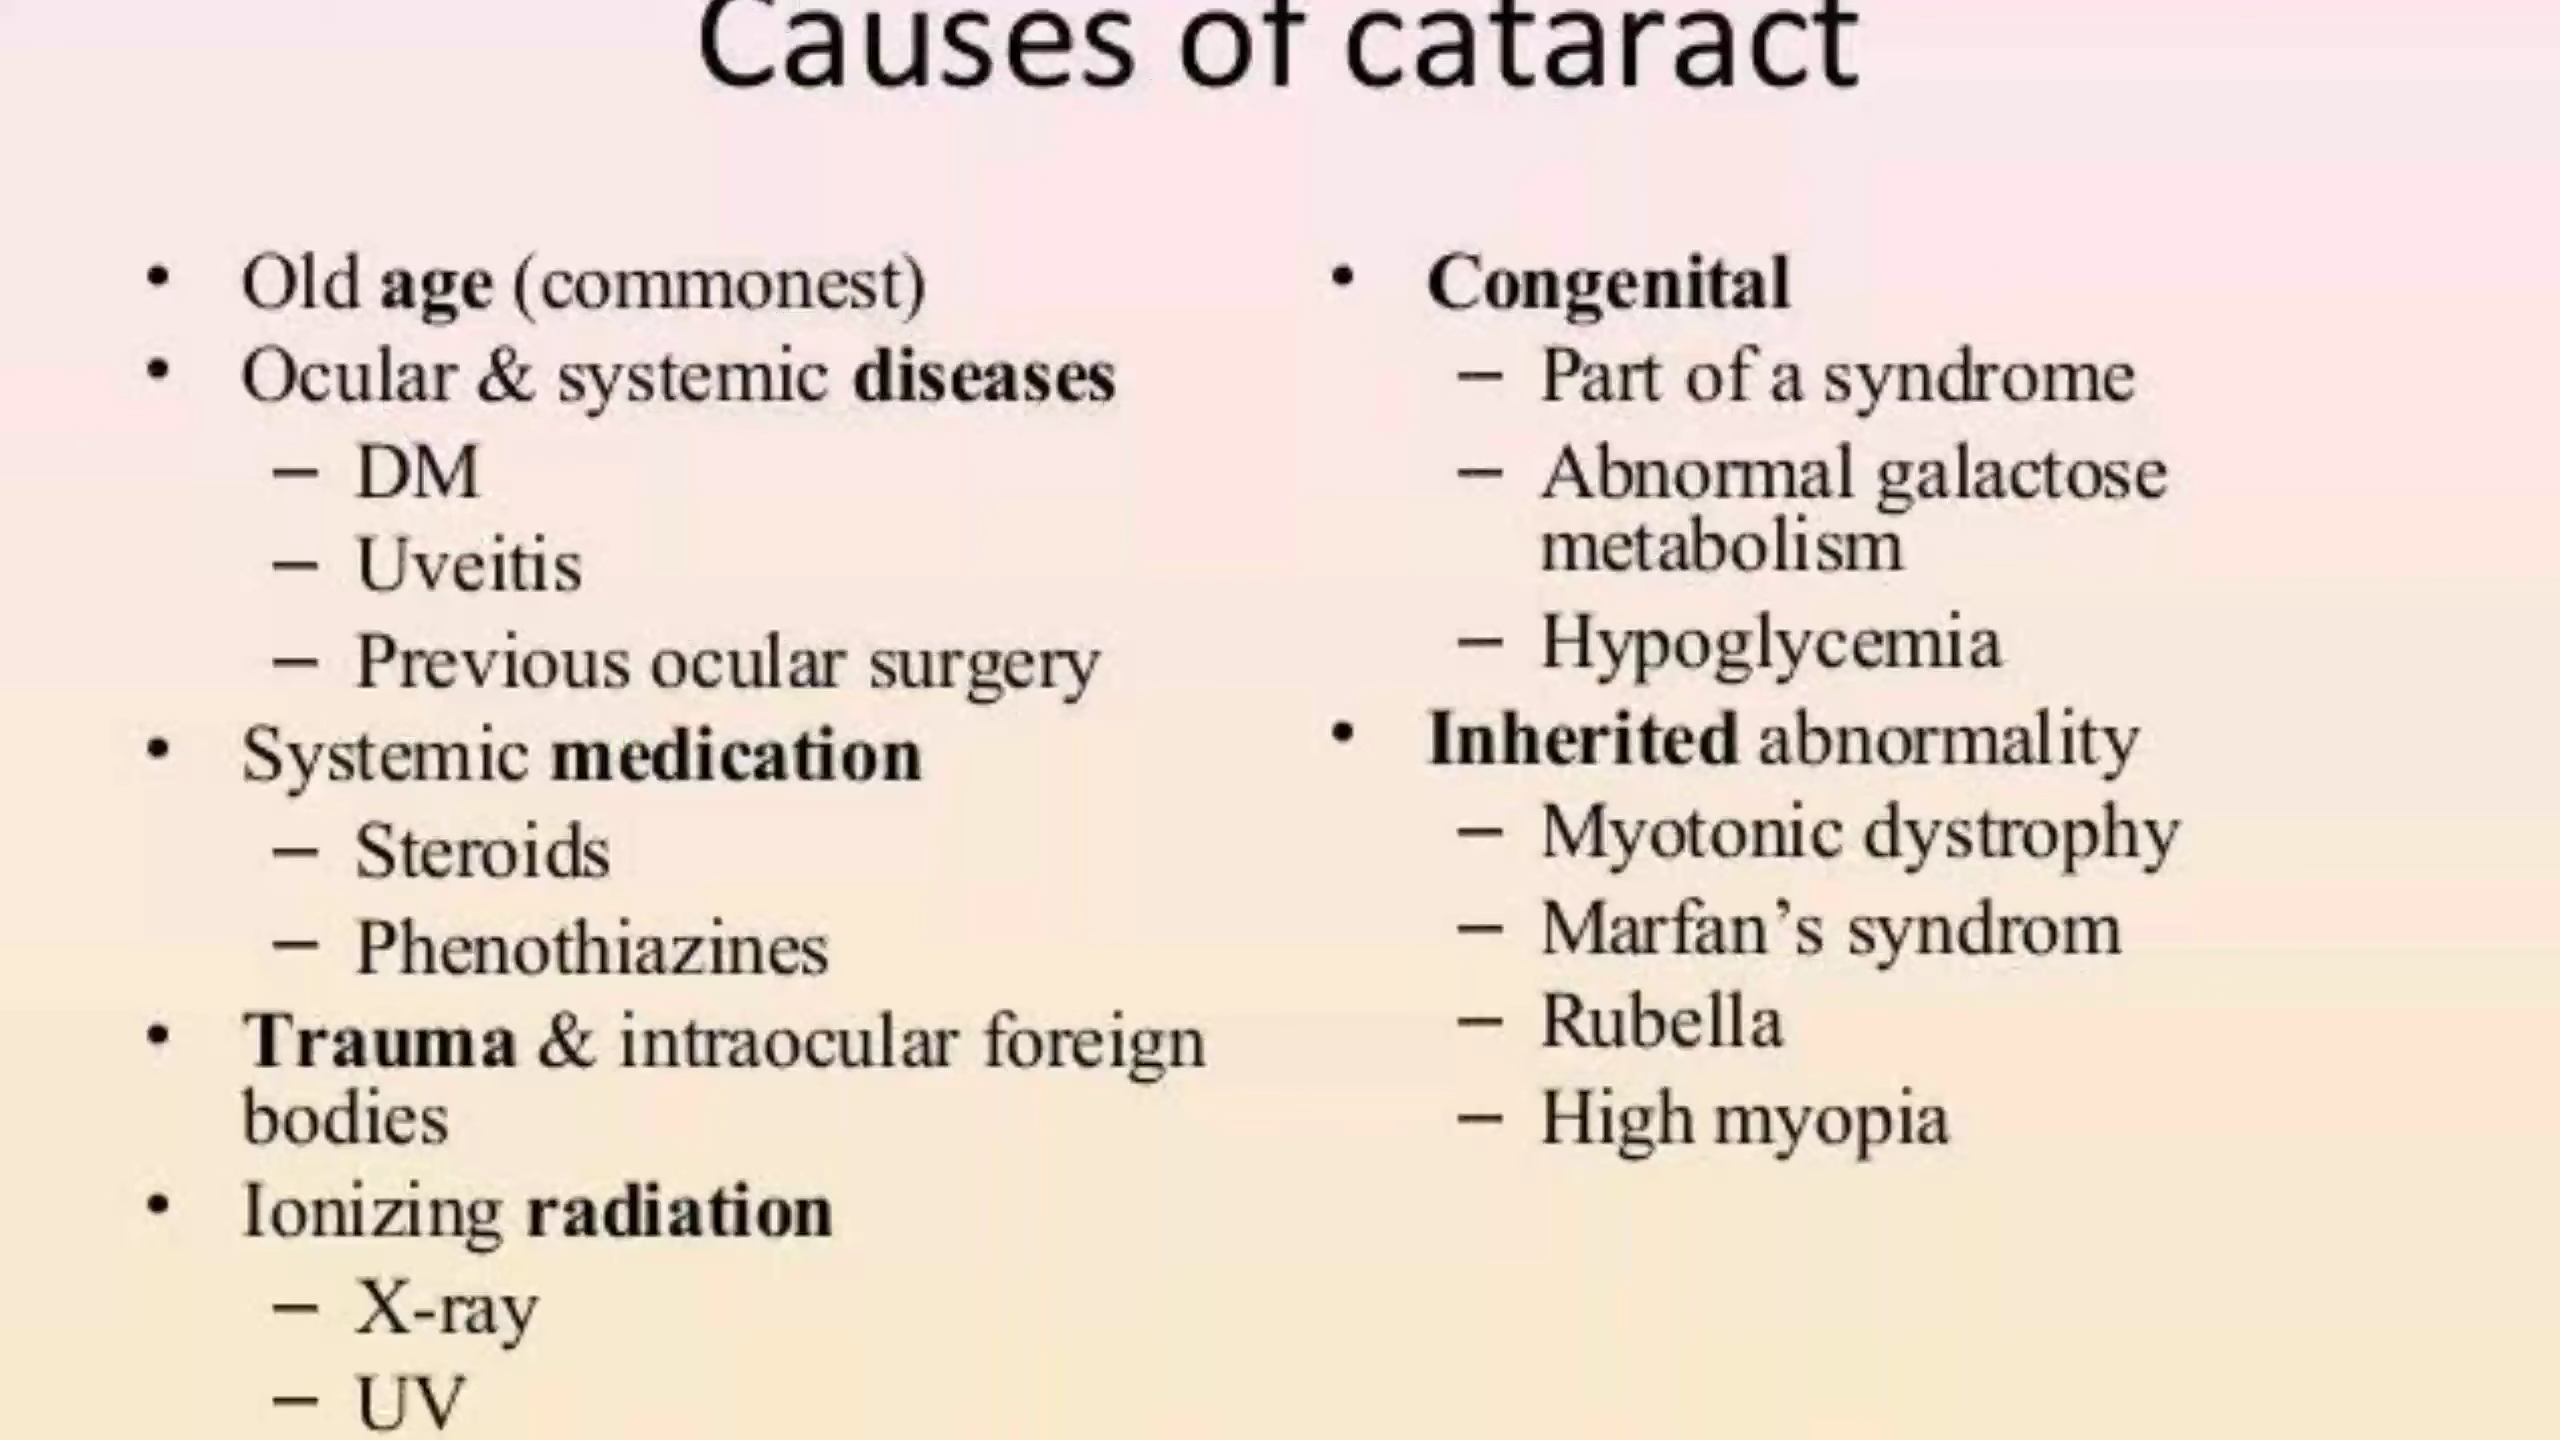 Causes of cataract
• Old age (commonest)
• Ocular & systemic diseases
– DM
– Uveitis
– Previous ocular surgery
• Systemic medication
– Steroids
– Phenothiazines
• Trauma & intraocular foreign
bodies
• Ionizing radiation
– X-ray
– UV
• Congenital
– Part of a syndrome
– Abnormal galactose
metabolism
– Hypoglycemia
• Inherited abnormality
– Myotonic dystrophy
– Marfan’s syndrom
– Rubella
– High myopia